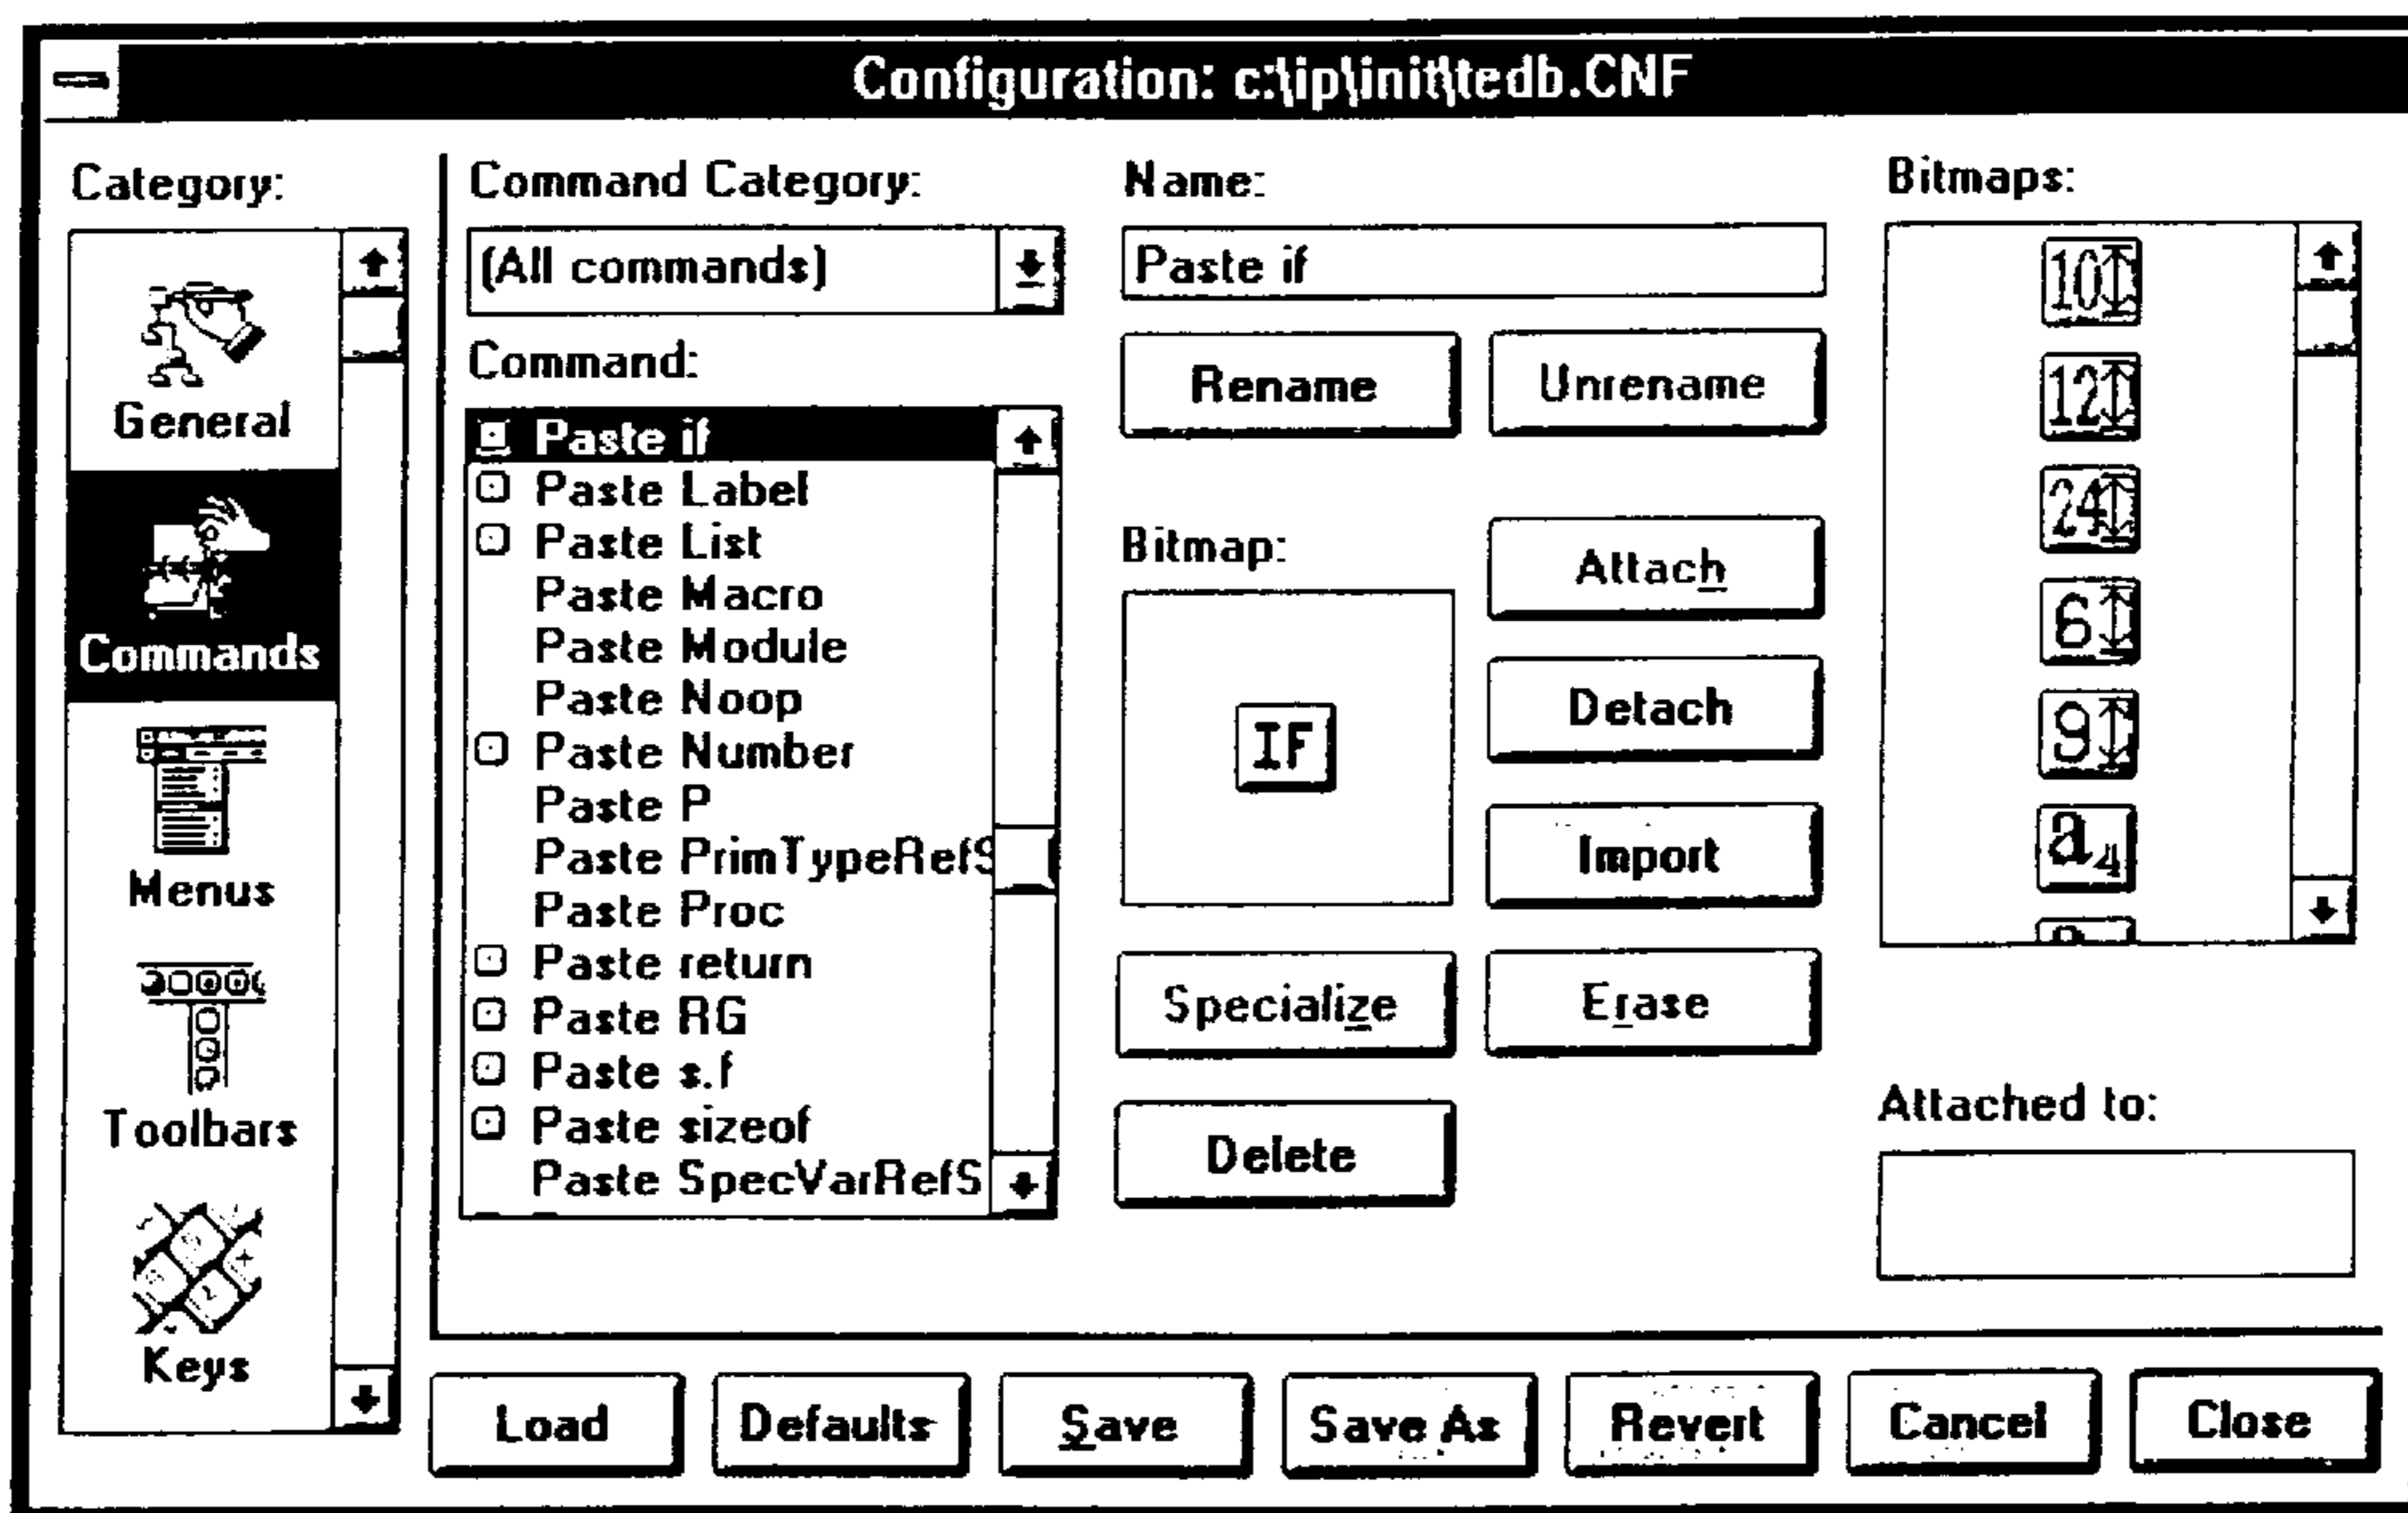 Configuration: c:\ip\init\tedb.CNF
Category:
General
Commands
Menus
Toolbars
Keys
Command Category:
(All commands)
Command:
Paste if
Paste Label
Paste List
Paste Macro
Paste Module
Paste Noop
Paste Number
Paste P
Paste PrimTypeRefS
Paste Proc
Paste return
Paste RG
Paste s.f
Paste sizeof
Paste SpecVarRefS
Name:
Paste if
Rename
Unrename
Bitmap:
IF
Attach
Detach
Import
Specialize
Erase
Delete
Bitmaps:
10
12
24
6
9
a4
Attached to:
Load
Defaults
Save
Save As
Revert
Cancel
Close